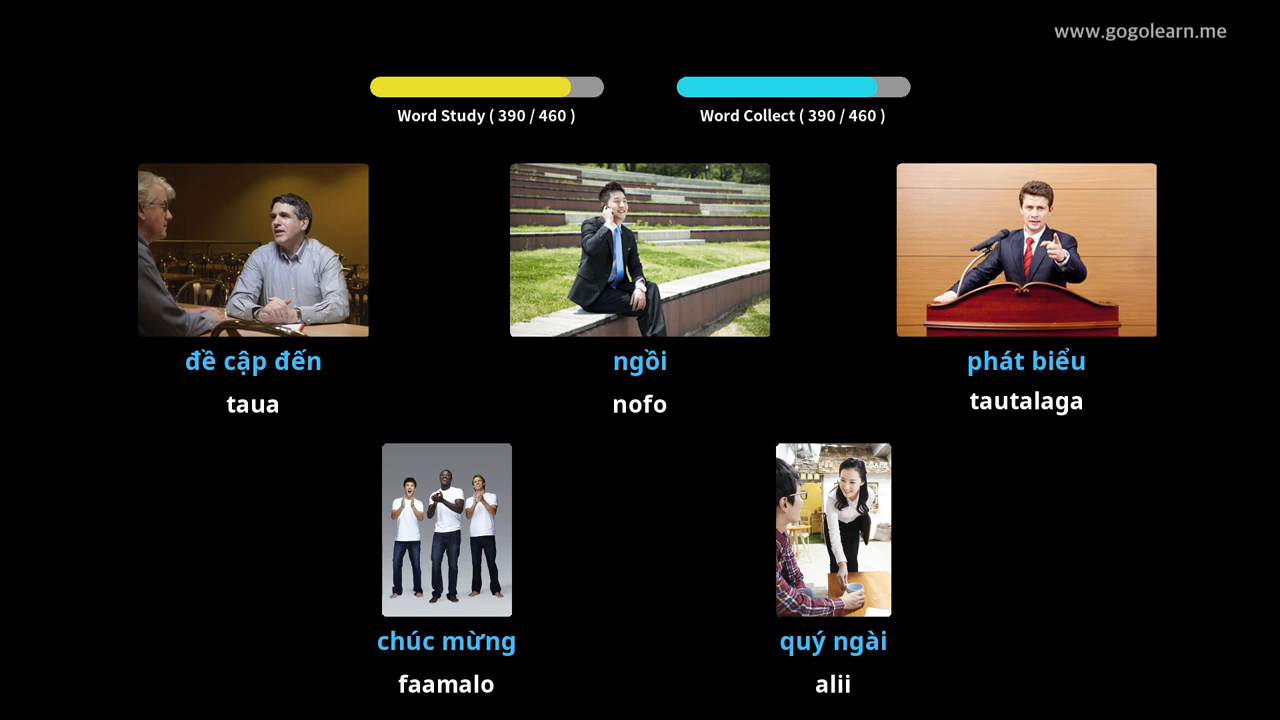 www.gogolearn.me
Word Study ( 390 / 460 )
Word Collect ( 390 / 460 )
đề cập đến
ngồi
phát biểu
taua
nofo
tautalaga
chúc mừng
quý ngài
faamalo
alii